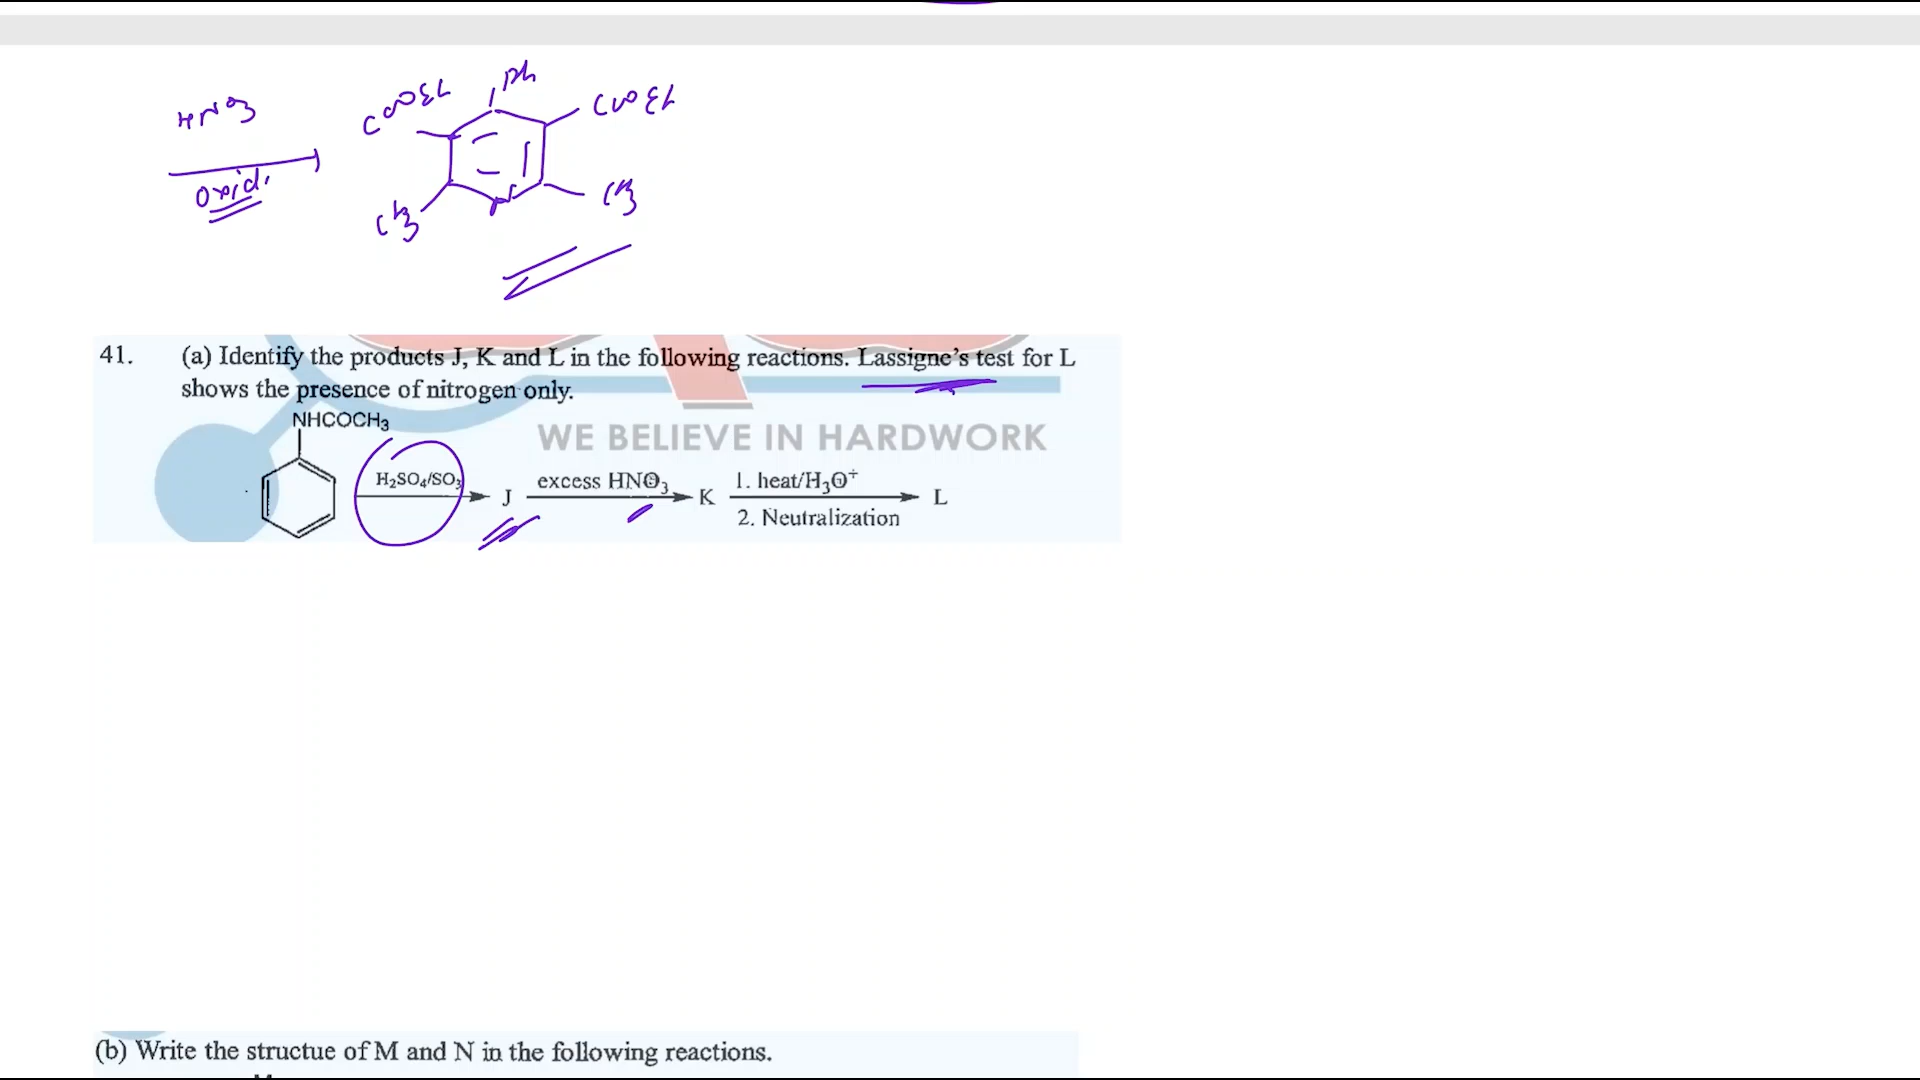 HNO3
Oxid.
COOEt
Ph
COOEt
CH3
N
CH3
41. (a) Identify the products J, K and L in the following reactions. Lassigne's test for L
shows the presence of nitrogen only.
NHCOCH₃
WE BELIEVE IN HARDWORK
H₂SO₄/SO₃ J excess HNO₃ K 1. heat/H₃O⁺ L
2. Neutralization
(b) Write the structue of M and N in the following reactions.